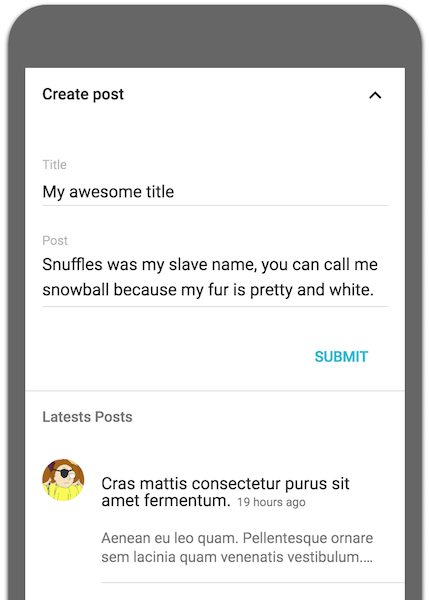 Create post
Title
My awesome title
Post
Snuffles was my slave name, you can call me
snowball because my fur is pretty and white.
SUBMIT
Latests Posts
Cras mattis consectetur purus sit
amet fermentum. 19 hours ago
Aenean eu leo quam. Pellentesque ornare
sem lacinia quam venenatis vestibulum....